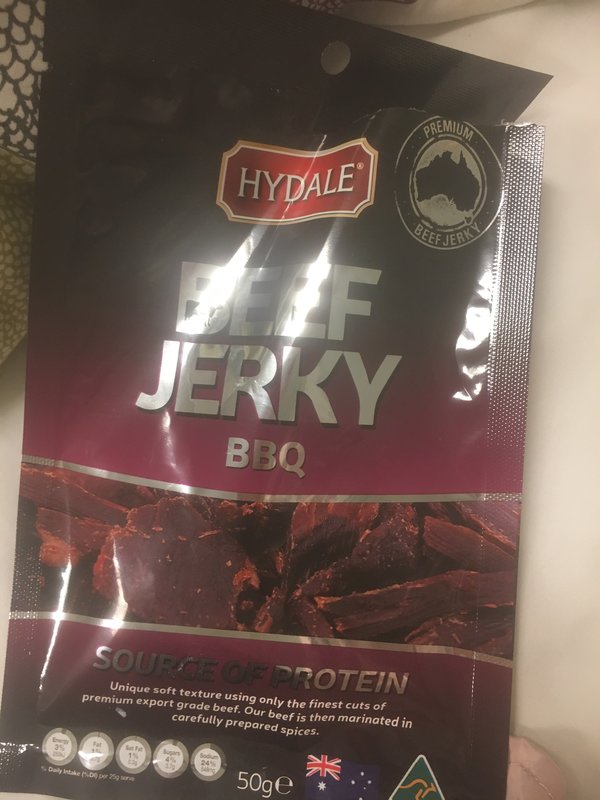 HYDALE®
PREMIUM
BEEF JERKY
BEEF
JERKY
BBQ
SOURCE OF PROTEIN
Unique soft texture using only the finest cuts of
premium export grade beef. Our beef is then marinated in
carefully prepared spices.
Energy
3%
Fat
Sat Fat
1%
Sugars
4%
Sodium
24%
% Daily Intake (%DI) per 25g serve
50g℮